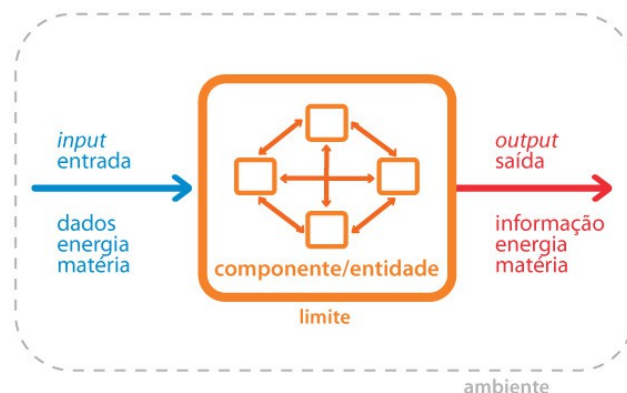 input
entrada
dados
energia
matéria
componente/entidade
limite
output
saída
informação
energia
matéria
ambiente